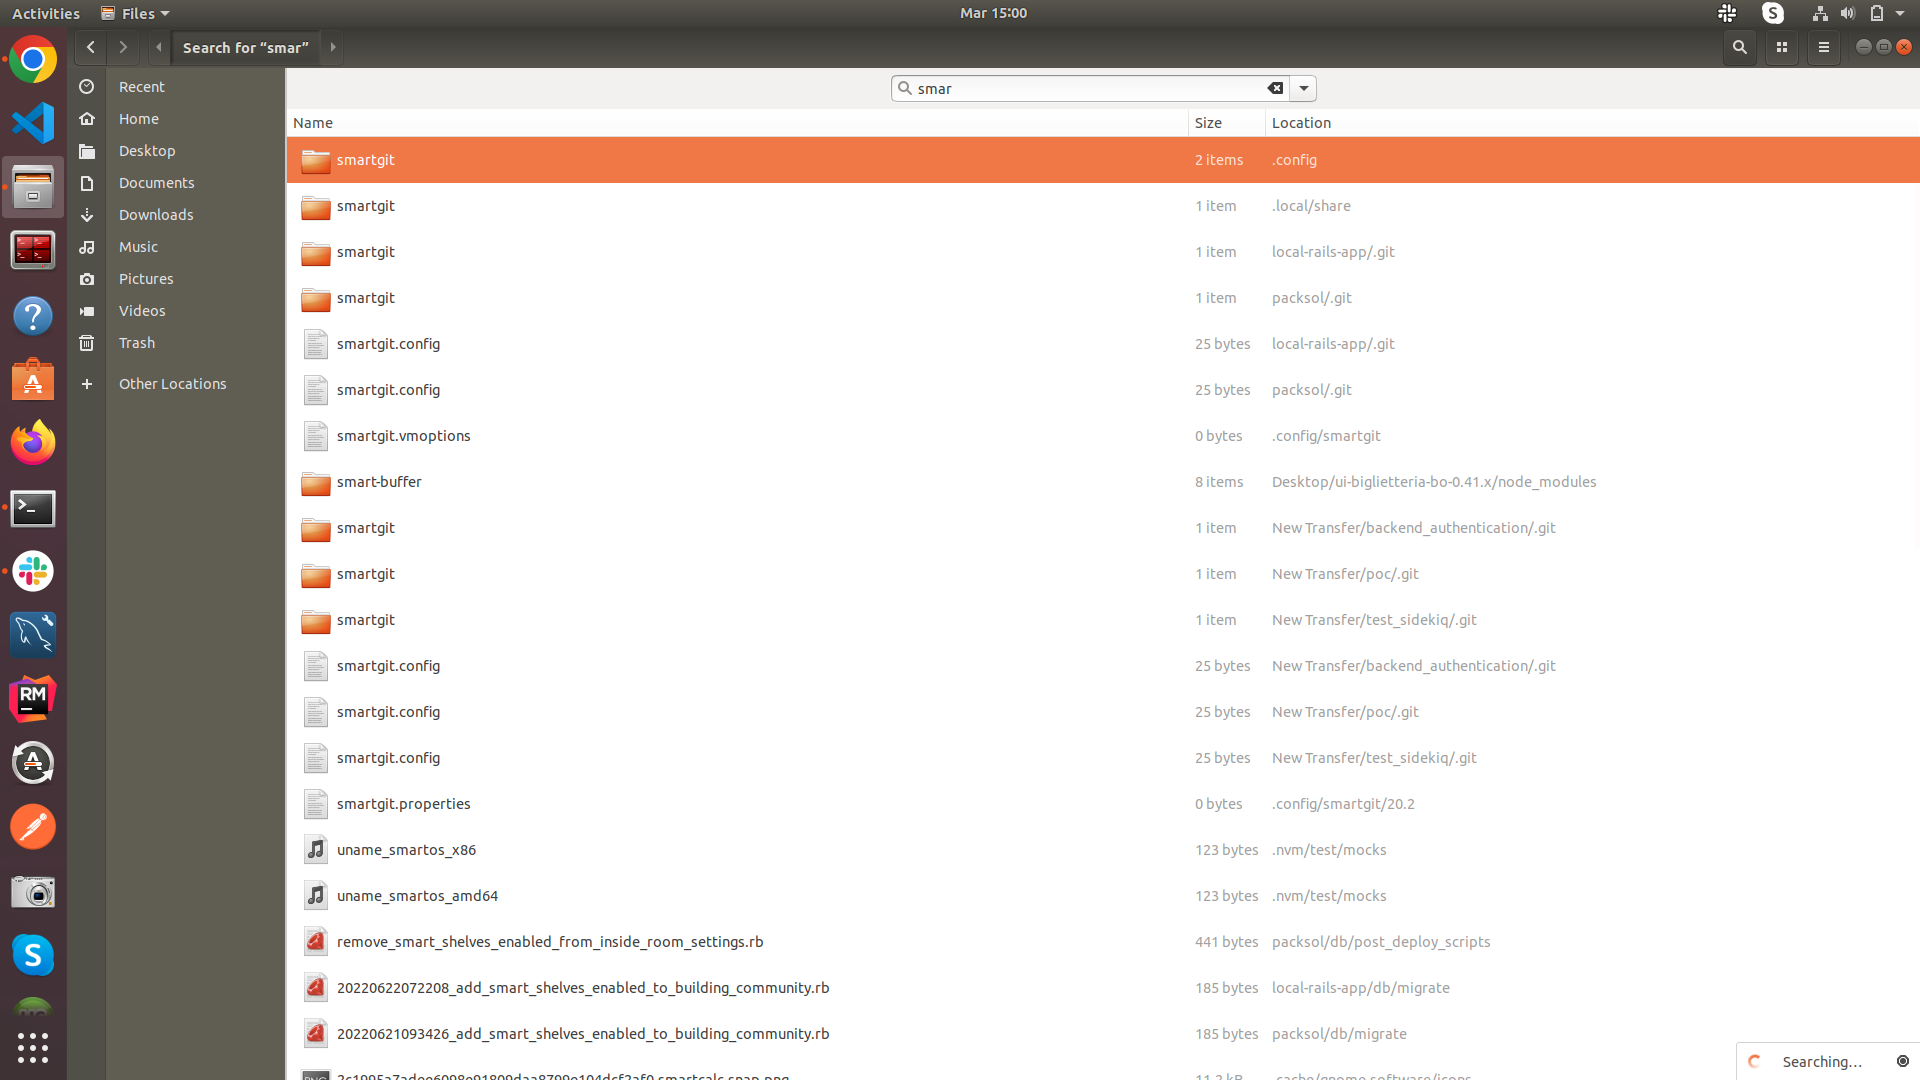 Activities Files Mar 15:00
Search for “smar”
smar
Recent
Home
Desktop
Documents
Downloads
Music
Pictures
Videos
Trash
Other Locations
Name Size Location
smartgit 2 items .config
smartgit 1 item .local/share
smartgit 1 item local-rails-app/.git
smartgit 1 item packsol/.git
smartgit.config 25 bytes local-rails-app/.git
smartgit.config 25 bytes packsol/.git
smartgit.vmoptions 0 bytes .config/smartgit
smart-buffer 8 items Desktop/ui-biglietteria-bo-0.41.x/node_modules
smartgit 1 item New Transfer/backend_authentication/.git
smartgit 1 item New Transfer/poc/.git
smartgit 1 item New Transfer/test_sidekiq/.git
smartgit.config 25 bytes New Transfer/backend_authentication/.git
smartgit.config 25 bytes New Transfer/poc/.git
smartgit.config 25 bytes New Transfer/test_sidekiq/.git
smartgit.properties 0 bytes .config/smartgit/20.2
uname_smartos_x86 123 bytes .nvm/test/mocks
uname_smartos_amd64 123 bytes .nvm/test/mocks
remove_smart_shelves_enabled_from_inside_room_settings.rb 441 bytes packsol/db/post_deploy_scripts
20220622072208_add_smart_shelves_enabled_to_building_community.rb 185 bytes local-rails-app/db/migrate
20220621093426_add_smart_shelves_enabled_to_building_community.rb 185 bytes packsol/db/migrate
11.2 kB .cache/gnome-software/icons
Searching...
RM